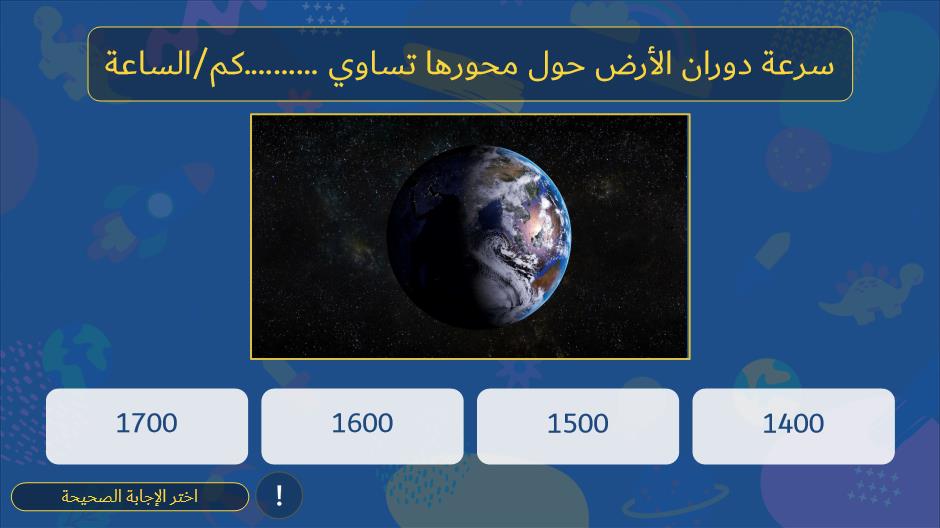 سرعة دوران الأرض حول محورها تساوي ..........كم/الساعة
1700
1600
1500
1400
اختر الإجابة الصحيحة
!